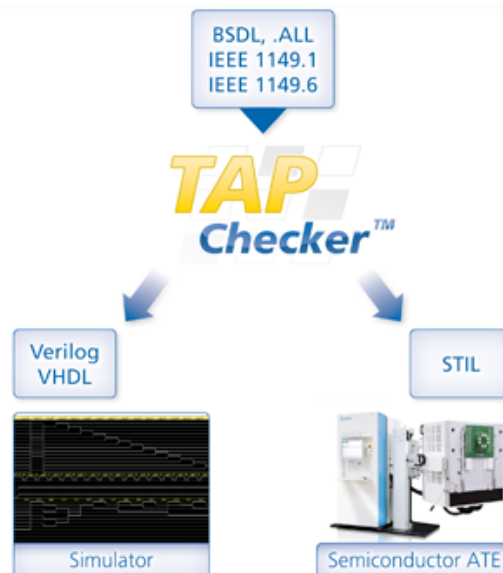 BSDL, .ALL
IEEE 1149.1
IEEE 1149.6
TAP
Checker™
Verilog
VHDL
STIL
Simulator
Semiconductor ATE